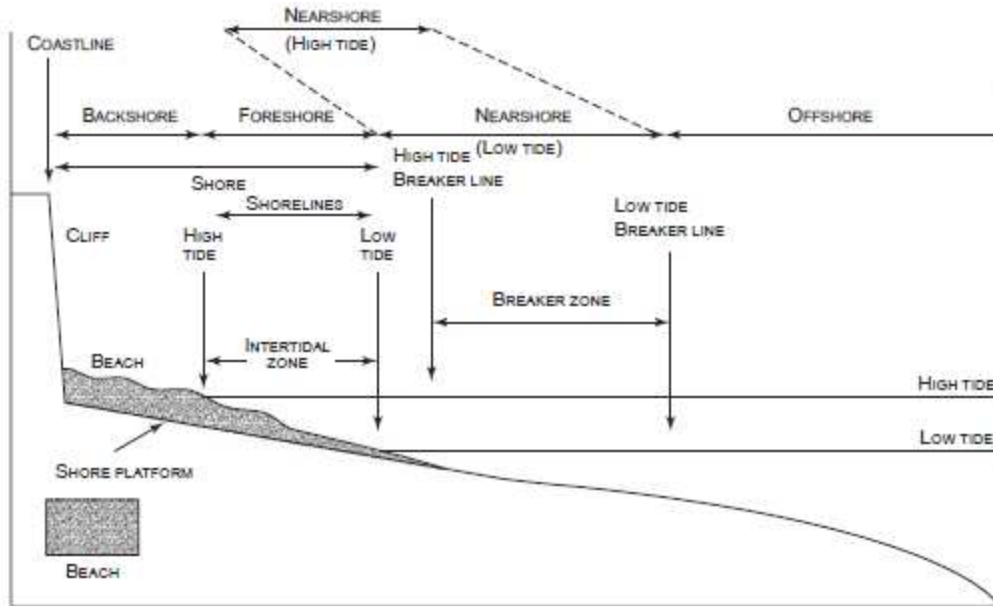 NEARSHORE
(HIGH TIDE)
COASTLINE
BACKSHORE
FORESHORE
NEARSHORE
(LOW TIDE)
OFFSHORE
SHORE
HIGH TIDE
BREAKER LINE
SHORELINES
LOW TIDE
BREAKER LINE
CLIFF
HIGH
TIDE
LOW
TIDE
BREAKER ZONE
INTERTIDAL
ZONE
BEACH
HIGH TIDE
LOW TIDE
SHORE PLATFORM
BEACH